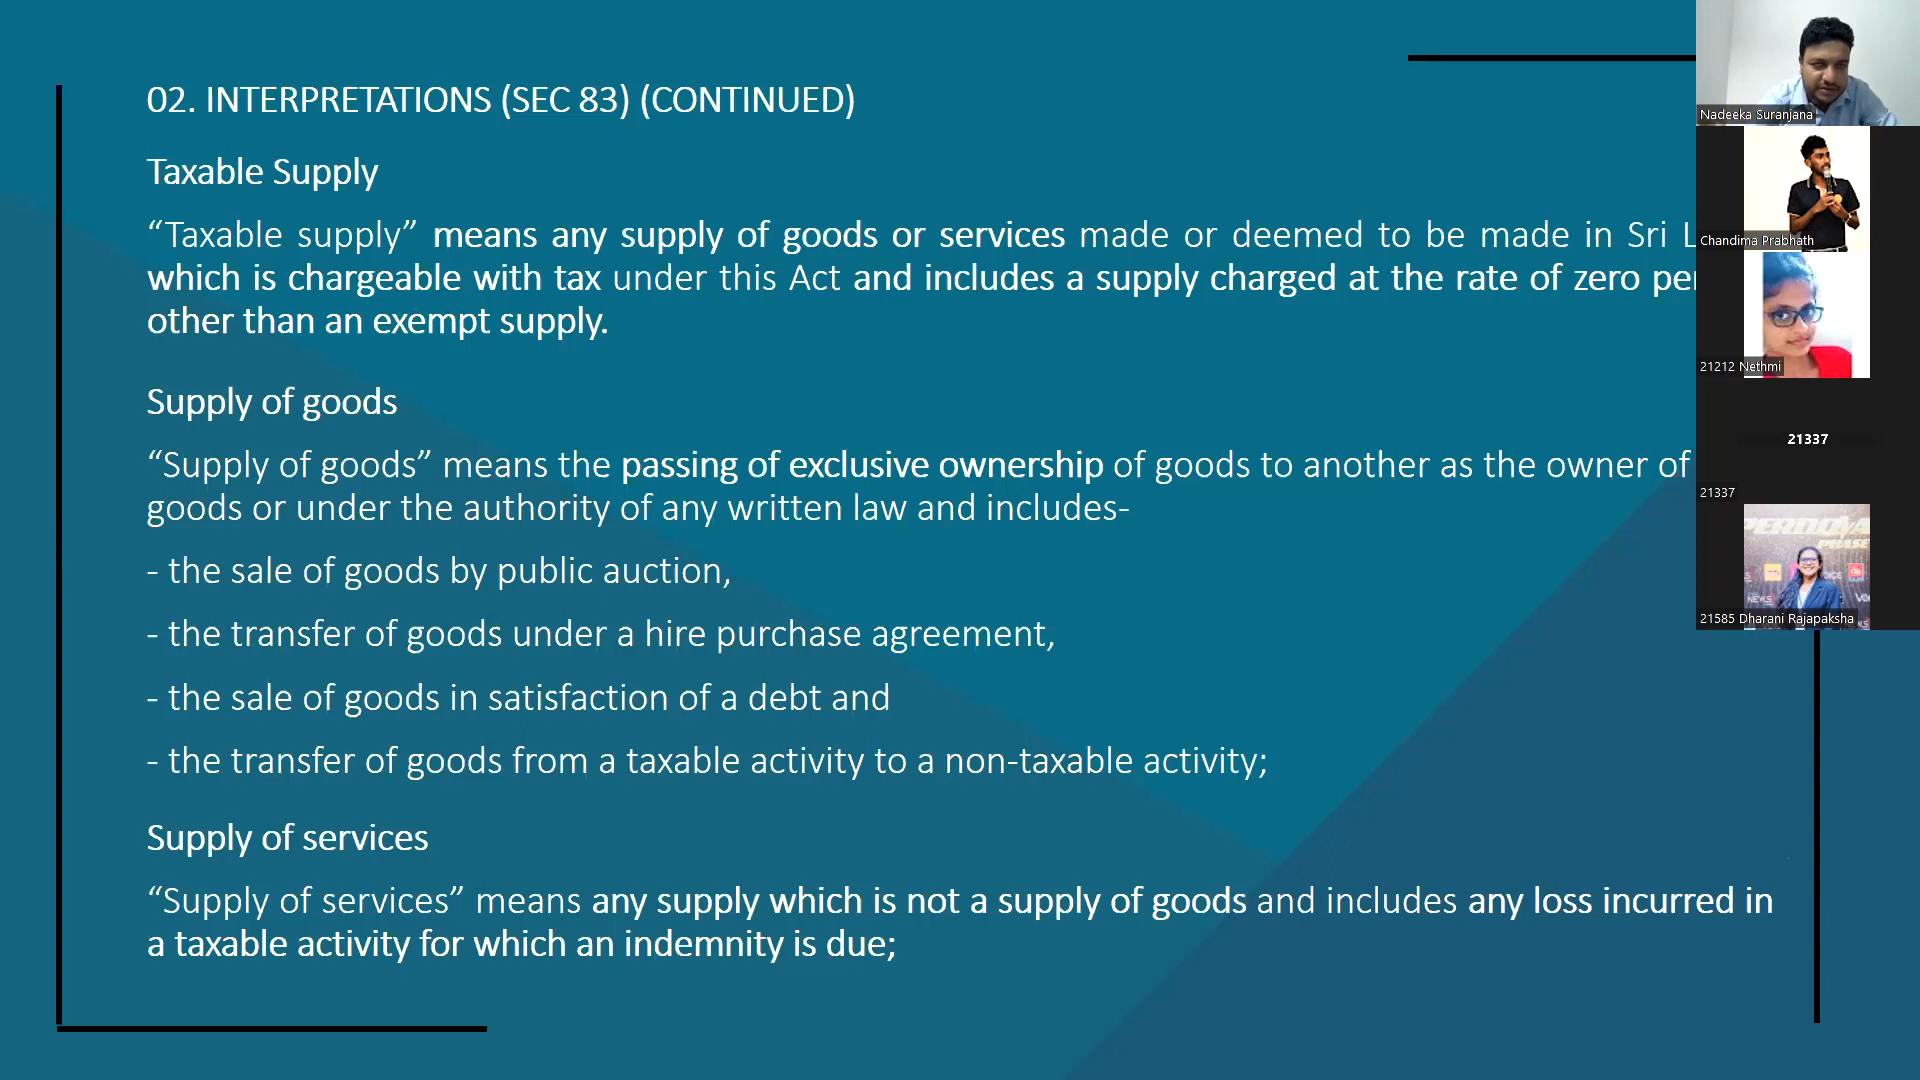 02. INTERPRETATIONS (SEC 83) (CONTINUED)
Taxable Supply
“Taxable supply” means any supply of goods or services made or deemed to be made in Sri
which is chargeable with tax under this Act and includes a supply charged at the rate of zero
other than an exempt supply.
Supply of goods
“Supply of goods” means the passing of exclusive ownership of goods to another as the owner of
goods or under the authority of any written law and includes-
- the sale of goods by public auction,
- the transfer of goods under a hire purchase agreement,
- the sale of goods in satisfaction of a debt and
- the transfer of goods from a taxable activity to a non-taxable activity;
Supply of services
“Supply of services” means any supply which is not a supply of goods and includes any loss incurred in
a taxable activity for which an indemnity is due;
Nadeeka Suranjana
Chandima Prabhath
21212 Nethmi
21337
21337
PHASE
NEWS
21585 Dharani Rajapaksha